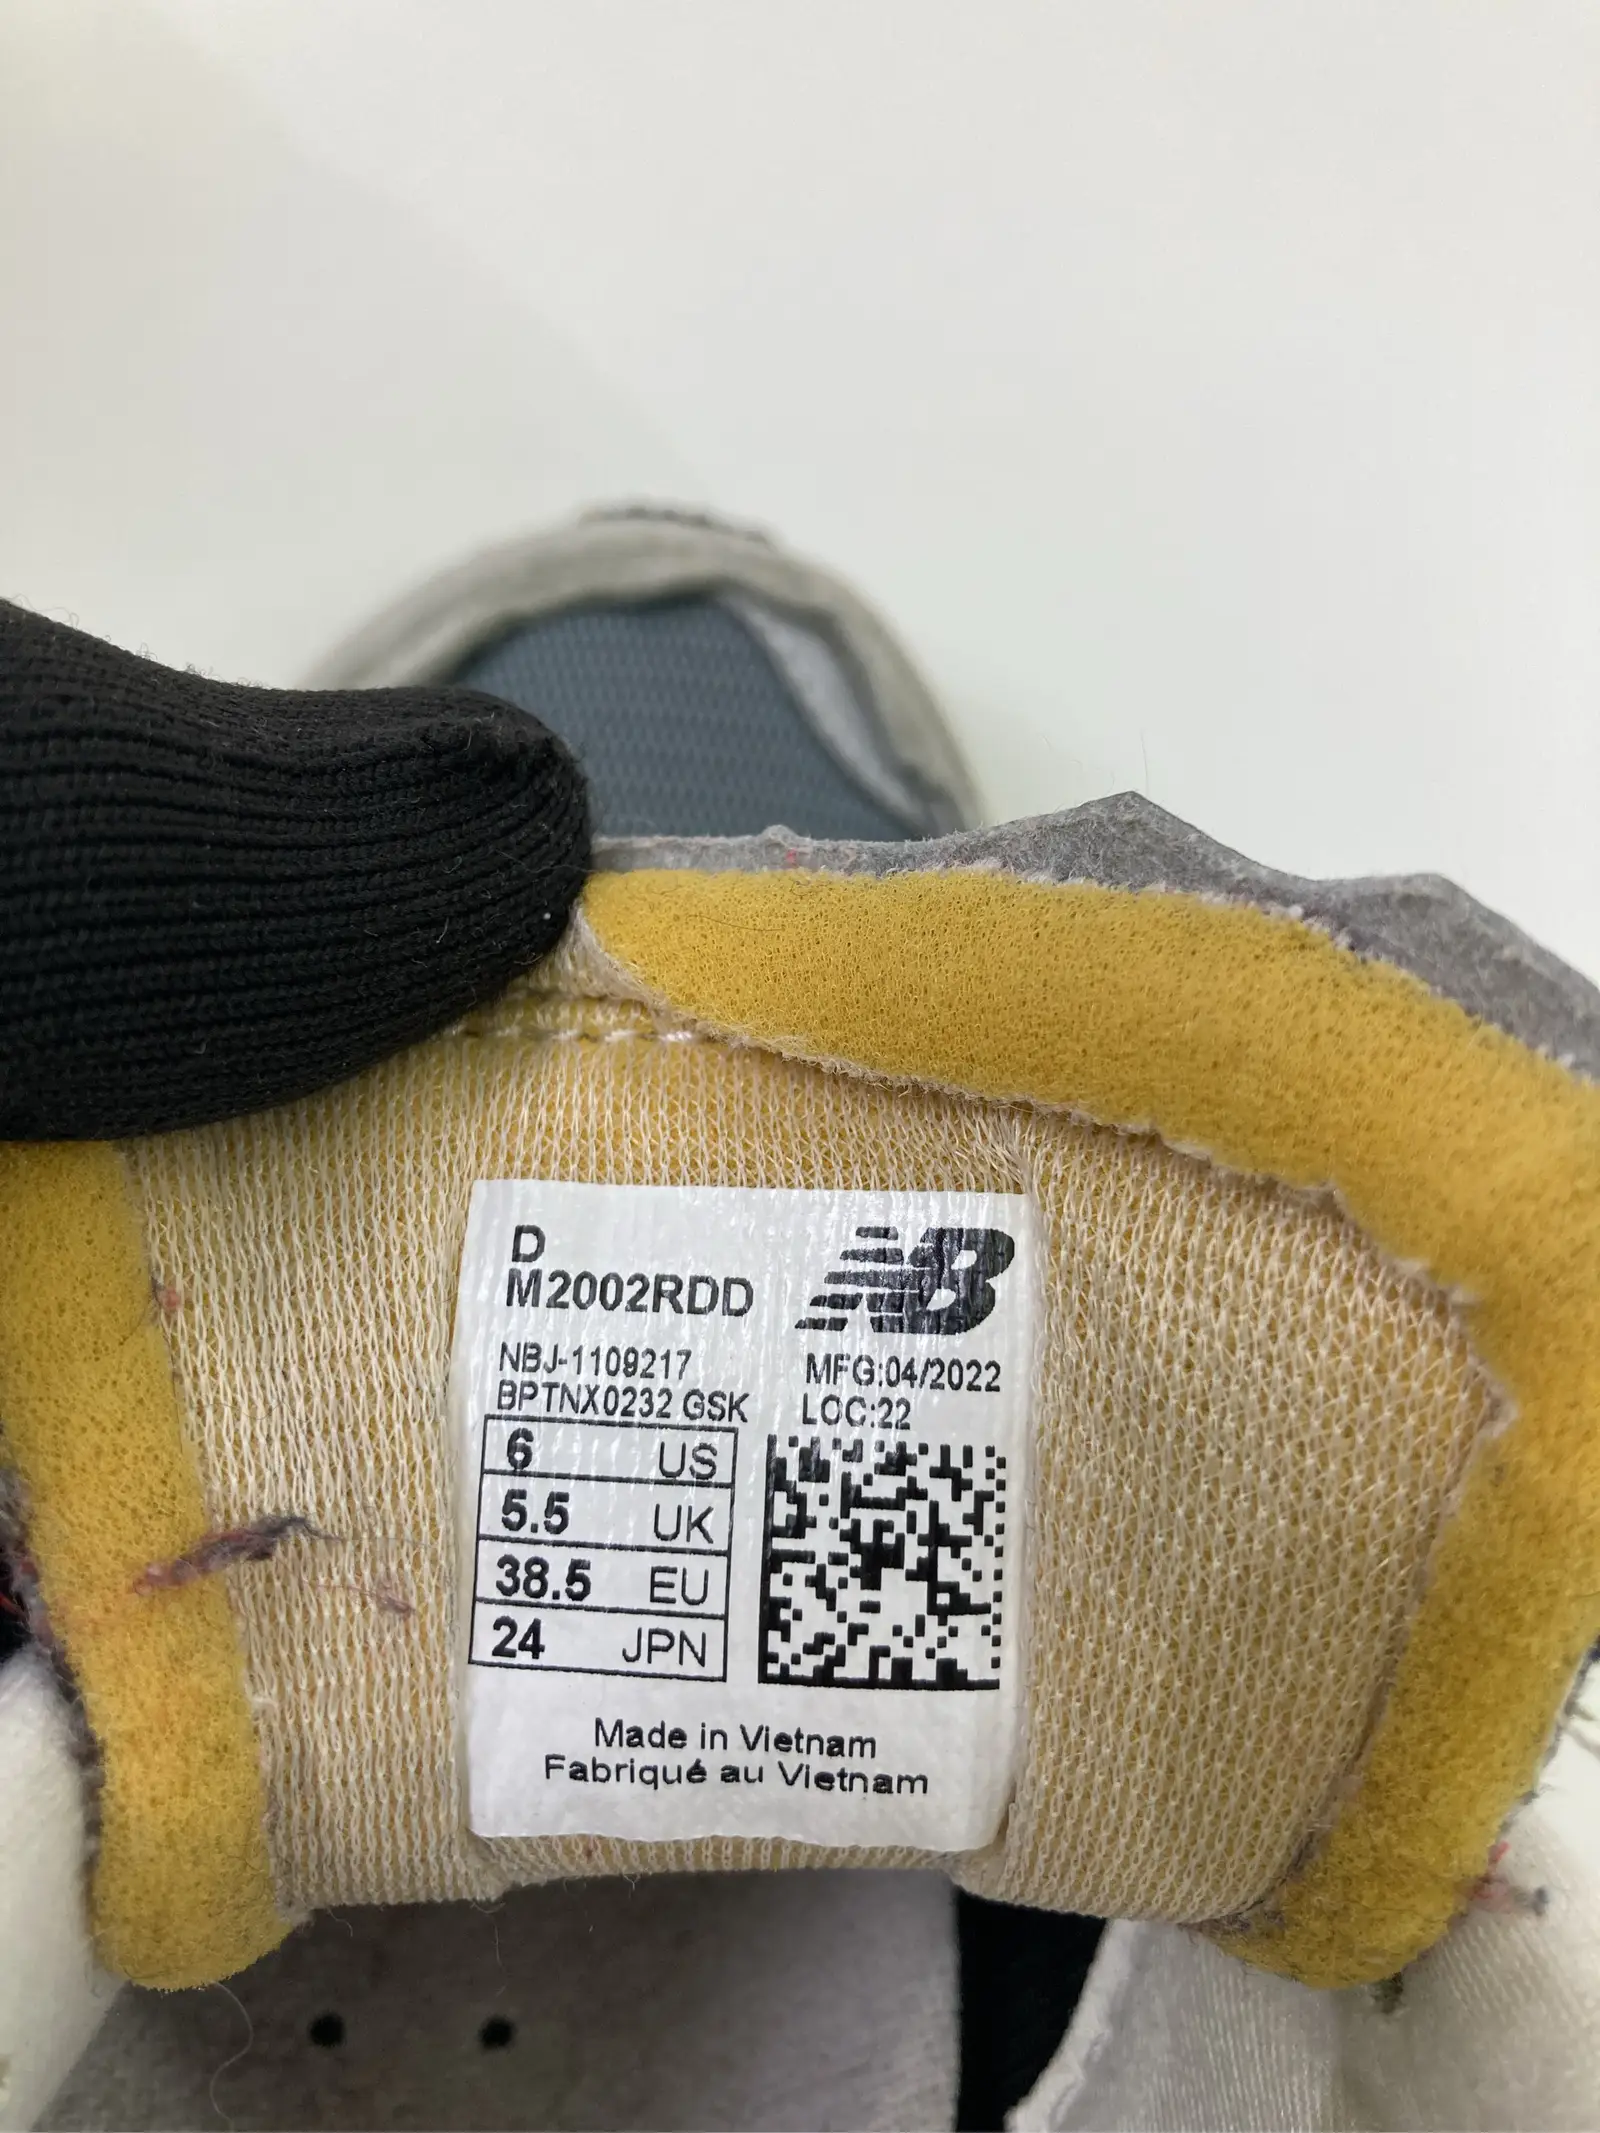 D
M2002RDD
NB
NBJ-1109217
MFG:04/2022
BPTNX0232 GSK
LOC:22
6 US
5.5 UK
38.5 EU
24 JPN
Made in Vietnam
Fabriqué au Vietnam